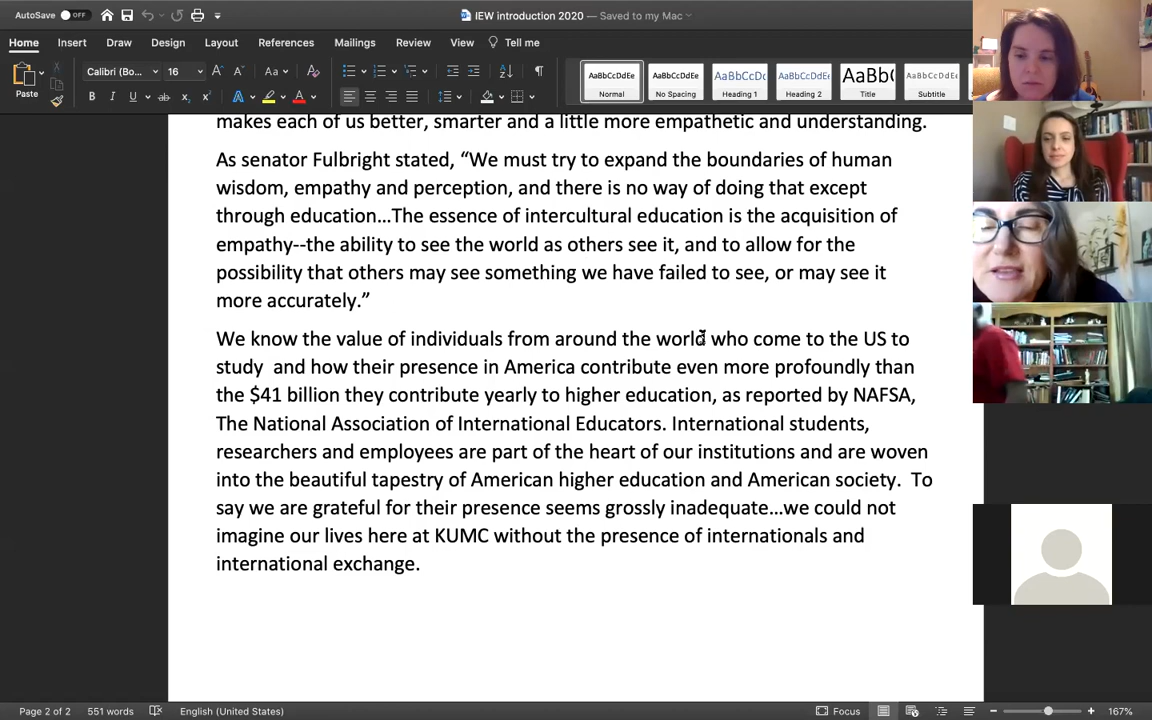 AutoSave OFF IEW introduction 2020 — Saved to my Mac
Home Insert Draw Design Layout References Mailings Review View Tell me
Paste Calibri (Bo... 16 Aa
B I U ab x₂ x² A A
AaBbCcDdEe AaBbCcDdEe AaBbCcDc AaBbCcDdEe AaBb( AaBbCcDdEe
Normal No Spacing Heading 1 Heading 2 Title Subtitle
makes each of us better, smarter and a little more empathetic and understanding.
As senator Fulbright stated, “We must try to expand the boundaries of human
wisdom, empathy and perception, and there is no way of doing that except
through education…The essence of intercultural education is the acquisition of
empathy--the ability to see the world as others see it, and to allow for the
possibility that others may see something we have failed to see, or may see it
more accurately.”
We know the value of individuals from around the world who come to the US to
study  and how their presence in America contribute even more profoundly than
the $41 billion they contribute yearly to higher education, as reported by NAFSA,
The National Association of International Educators. International students,
researchers and employees are part of the heart of our institutions and are woven
into the beautiful tapestry of American higher education and American society.  To
say we are grateful for their presence seems grossly inadequate…we could not
imagine our lives here at KUMC without the presence of internationals and
international exchange.
Page 2 of 2 551 words English (United States) Focus 167%